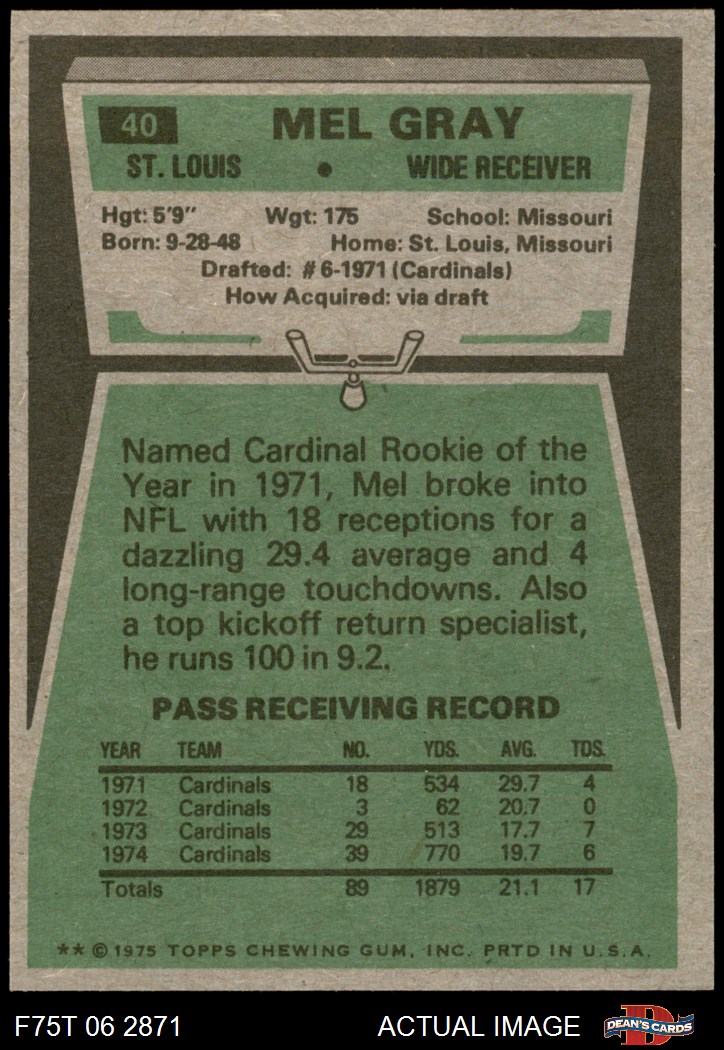 40 MEL GRAY
ST. LOUIS • WIDE RECEIVER
Hgt: 5'9" Wgt: 175 School: Missouri
Born: 9-28-48 Home: St. Louis, Missouri
Drafted: #6-1971 (Cardinals)
How Acquired: via draft
Named Cardinal Rookie of the
Year in 1971, Mel broke into
NFL with 18 receptions for a
dazzling 29.4 average and 4
long-range touchdowns. Also
a top kickoff return specialist,
he runs 100 in 9.2.
PASS RECEIVING RECORD
YEAR TEAM NO. YDS. AVG. TDS.
1971 Cardinals 18 534 29.7 4
1972 Cardinals 3 62 20.7 0
1973 Cardinals 29 513 17.7 7
1974 Cardinals 39 770 19.7 6
Totals 89 1879 21.1 17
** © 1975 TOPPS CHEWING GUM, INC. PRTD IN U.S.A.
F75T 06 2871 ACTUAL IMAGE D DEAN'S CARDS